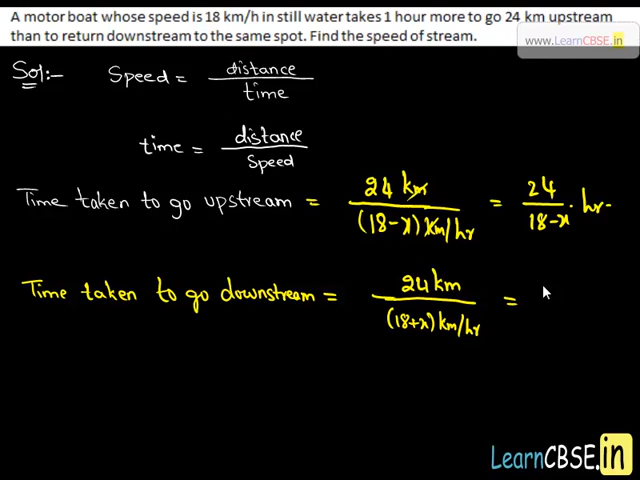 A motor boat whose speed is 18 km/h in still water takes 1 hour more to go 24 km upstream
than to return downstream to the same spot. Find the speed of stream.
www.LearnCBSE.in
Sol:- Speed = distance / time
time = distance / Speed
Time taken to go upstream = 24 km / (18-x) km/hr = 24 / 18-x . hr.
Time taken to go downstream = 24 km / (18+x) km/hr =
LearnCBSE.in